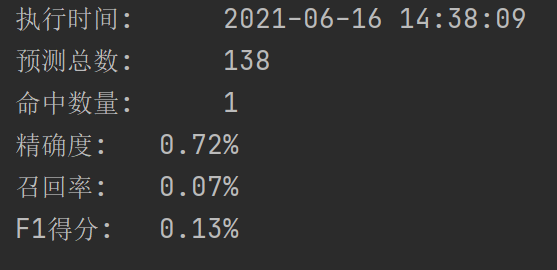 执行时间: 2021-06-16 14:38:09
预测总数: 138
命中数量: 1
精确度: 0.72%
召回率: 0.07%
F1得分: 0.13%